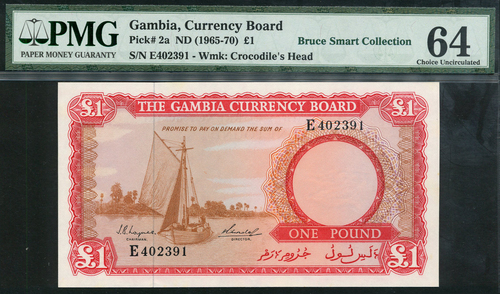 PMG
PAPER MONEY GUARANTY
Gambia, Currency Board
Pick# 2a ND (1965-70) £1
Bruce Smart Collection
S/N E402391 - Wmk: Crocodile's Head
64
Choice Uncirculated
£1
THE GAMBIA CURRENCY BOARD
£1
PROMISE TO PAY ON DEMAND THE SUM OF
E402391
CHAIRMAN.
DIRECTOR.
ONE POUND
E402391
£1
£1